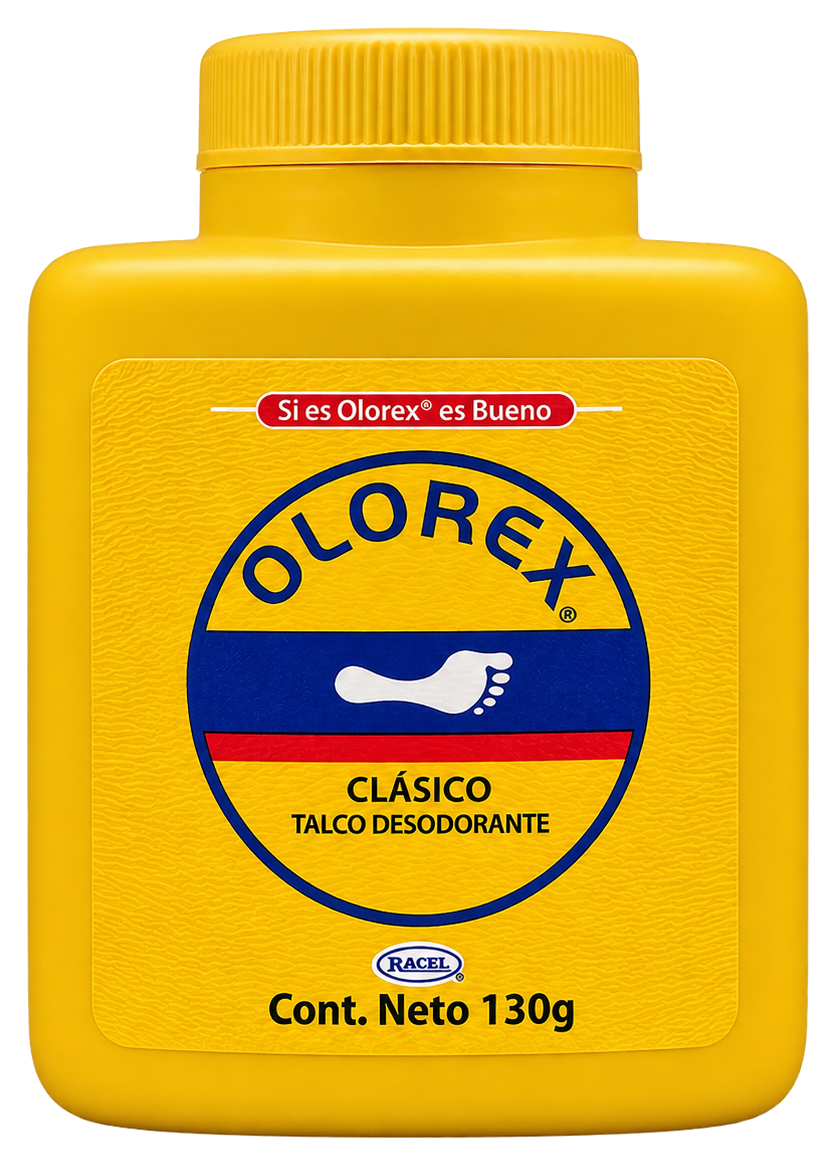 Si es Olorex® es Bueno
OLOREX®
CLÁSICO
TALCO DESODORANTE
RACEL®
Cont. Neto 130g